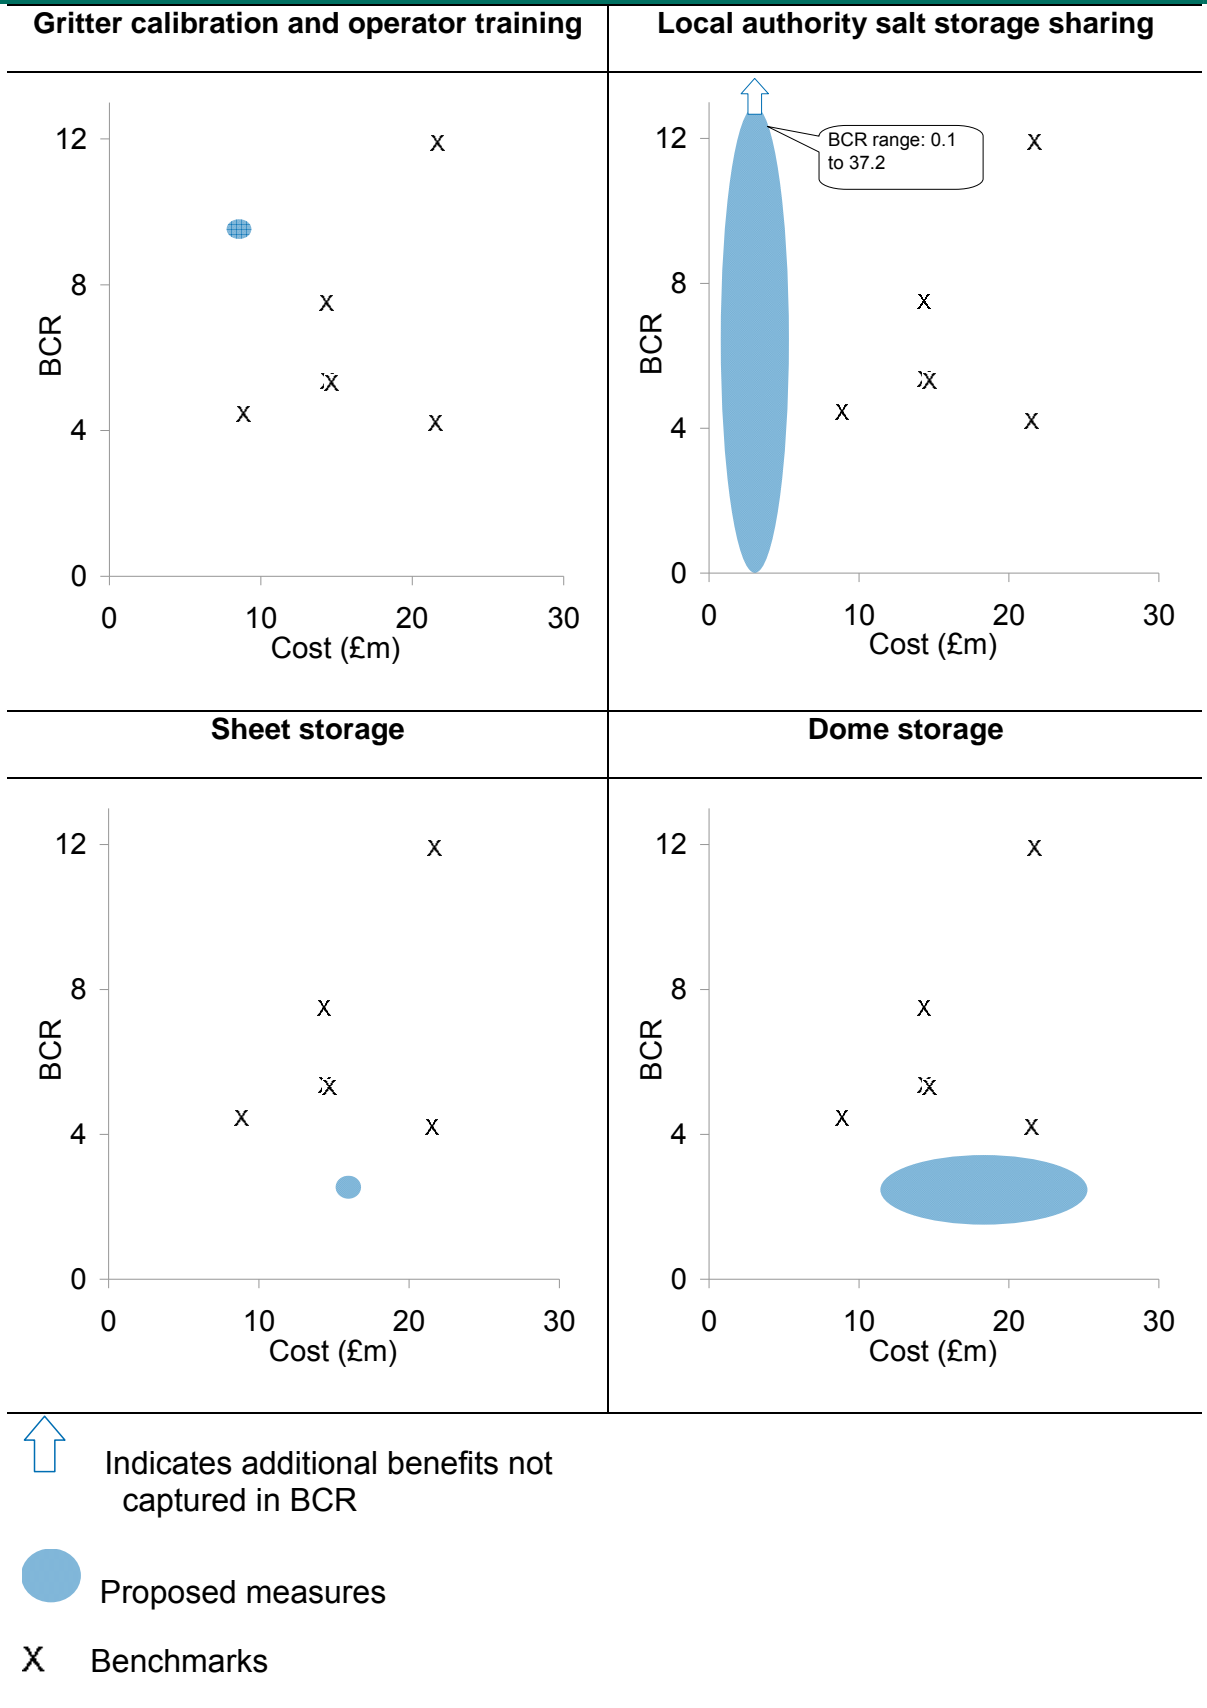 Gritter calibration and operator training
Local authority salt storage sharing
12
8
4
0
BCR
0 10 20 30
Cost (£m)
X
X
X
X
X
X
12
8
4
0
BCR
0 10 20 30
Cost (£m)
BCR range: 0.1
to 37.2
X
X
X
X
X
X
Sheet storage
Dome storage
12
8
4
0
BCR
0 10 20 30
Cost (£m)
X
X
X
X
X
X
12
8
4
0
BCR
0 10 20 30
Cost (£m)
X
X
X
X
X
X
Indicates additional benefits not
captured in BCR
Proposed measures
X Benchmarks